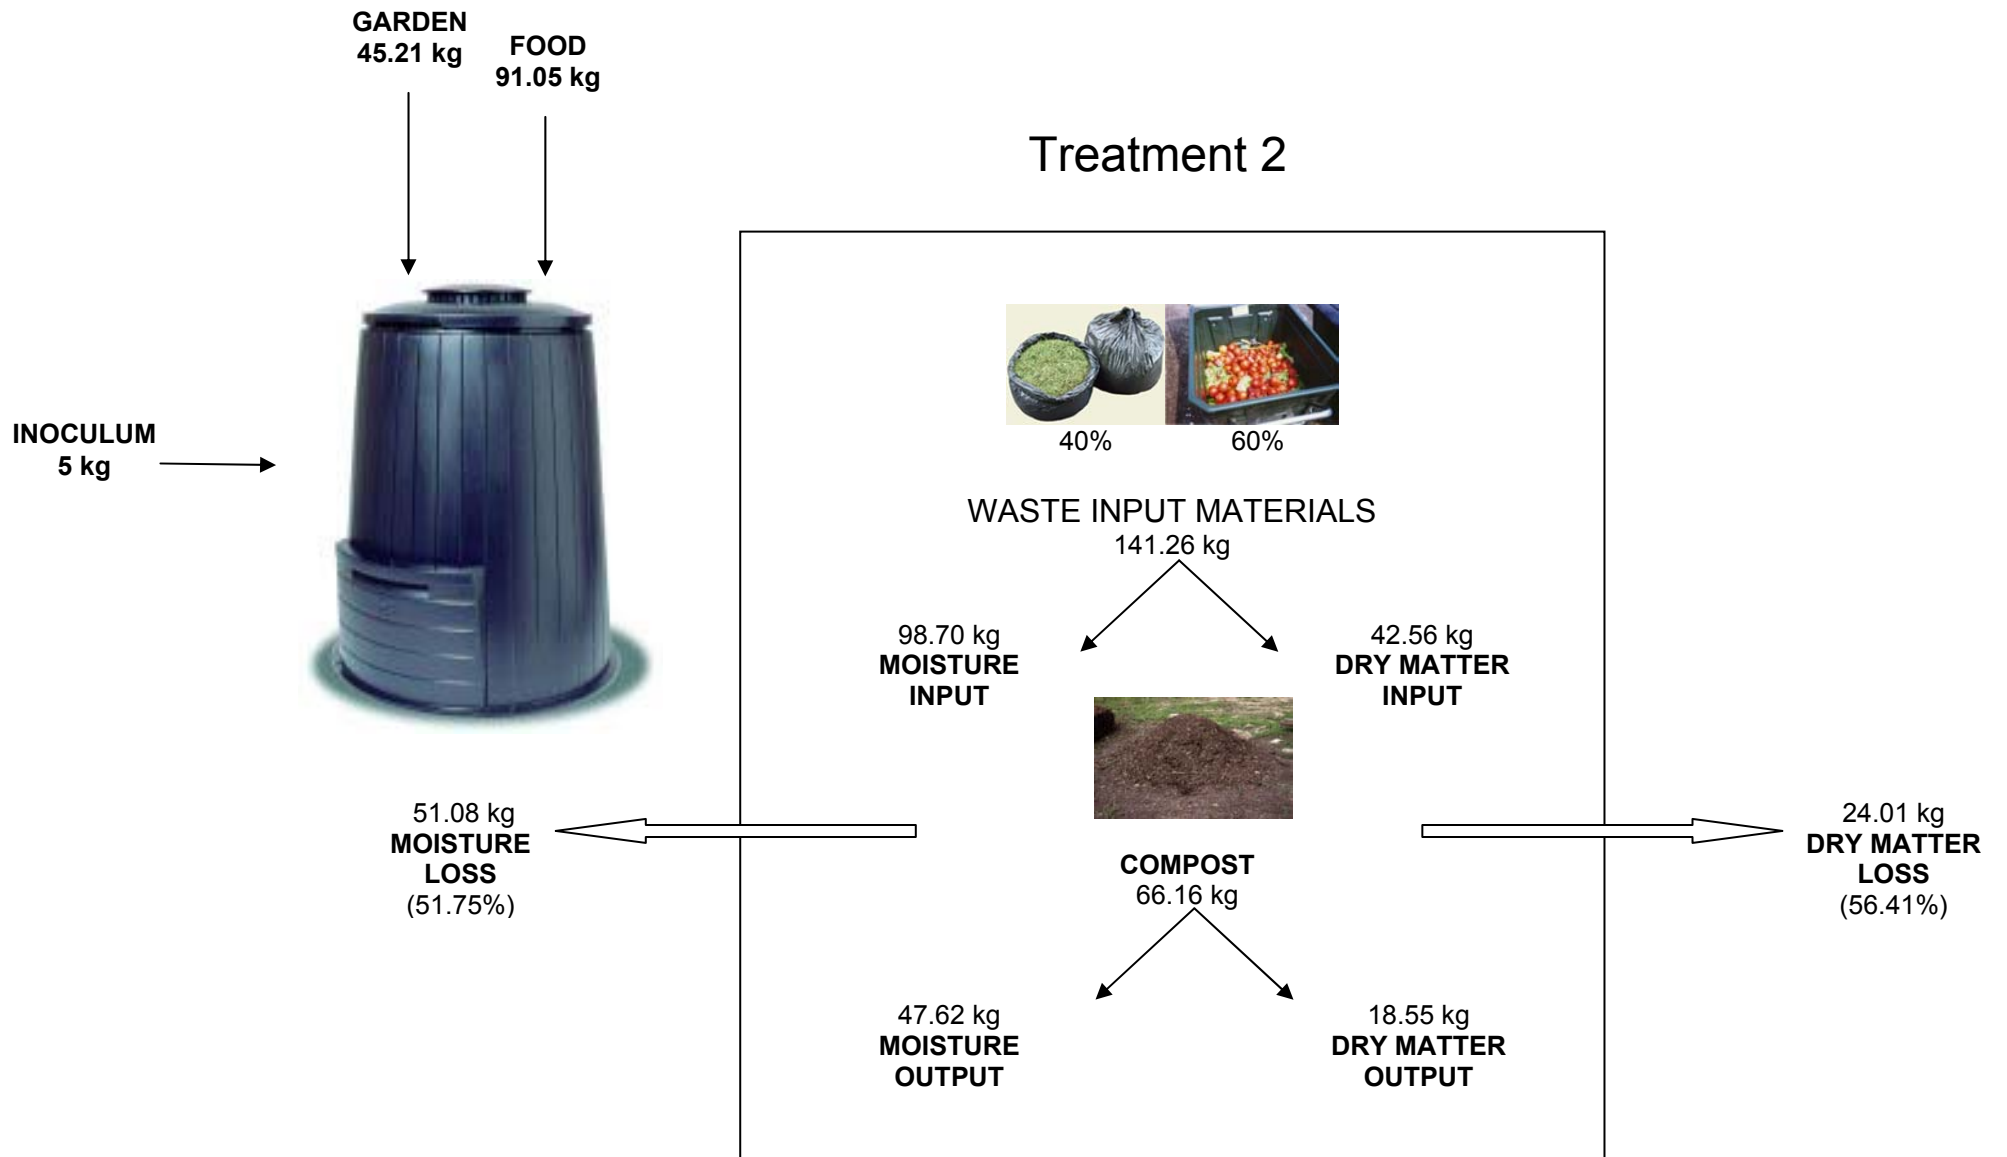 GARDEN
45.21 kg
FOOD
91.05 kg
Treatment 2
INOCULUM
5 kg
40%
60%
WASTE INPUT MATERIALS
141.26 kg
98.70 kg
MOISTURE
INPUT
42.56 kg
DRY MATTER
INPUT
51.08 kg
MOISTURE
LOSS
(51.75%)
24.01 kg
DRY MATTER
LOSS
(56.41%)
COMPOST
66.16 kg
47.62 kg
MOISTURE
OUTPUT
18.55 kg
DRY MATTER
OUTPUT